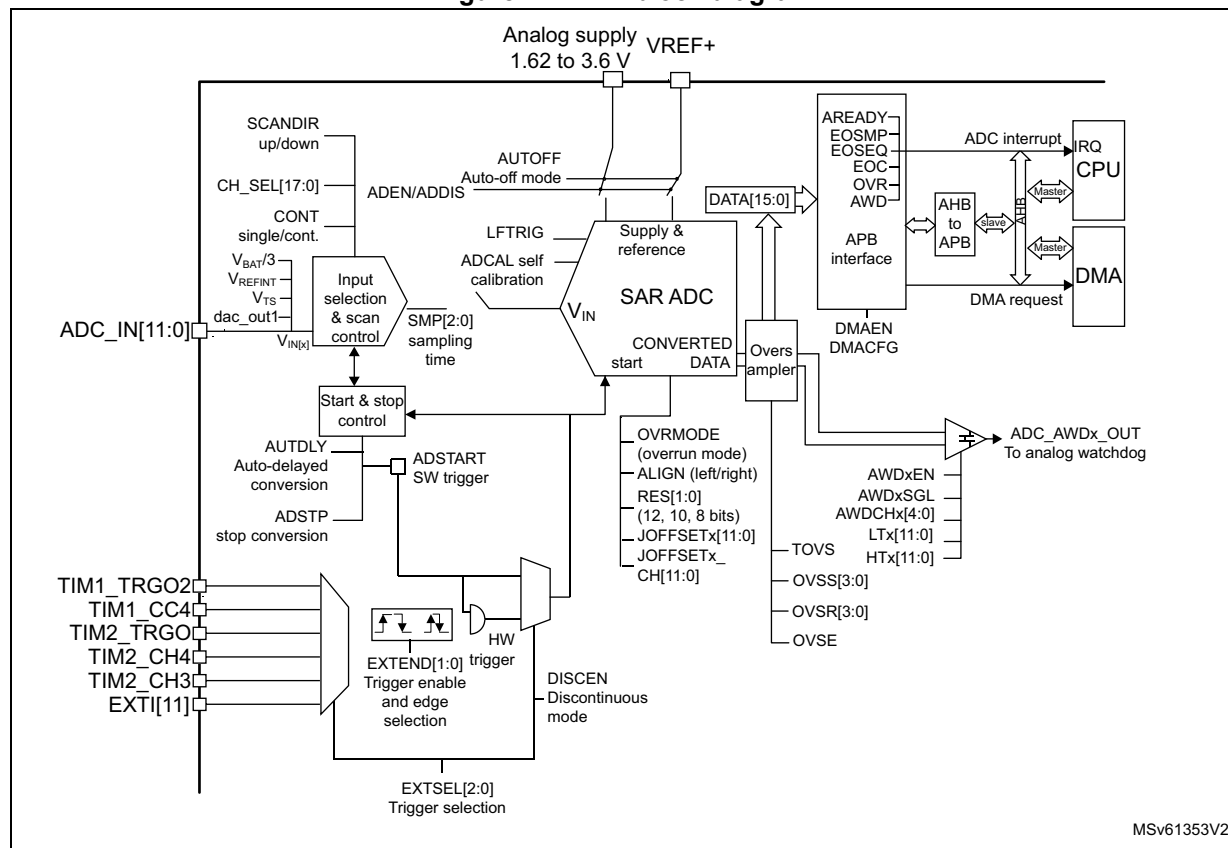 Analog supply
1.62 to 3.6 V
VREF+
SCANDIR
up/down
CH_SEL[17:0]
CONT
single/cont.
VBAT/3
VREFINT
VTS
dac_out1
ADC_IN[11:0]
VIN[x]
Input
selection
& scan
control
SMP[2:0]
sampling
time
AUTOFF
Auto-off mode
ADEN/ADDIS
LFTRIG
ADCAL self
calibration
Supply &
reference
SAR ADC
VIN
CONVERTED
DATA
start
DATA[15:0]
Overs
ampler
AREADY
EOSMP
EOSEQ
EOC
OVR
AWD
APB
interface
DMAEN
DMACFG
AHB
to
APB
slave
AHB
Master
Master
ADC interrupt
IRQ
CPU
DMA
DMA request
Start & stop
control
AUTDLY
Auto-delayed
conversion
ADSTP
stop conversion
ADSTART
SW trigger
OVRMODE
(overrun mode)
ALIGN (left/right)
RES[1:0]
(12, 10, 8 bits)
JOFFSETx[11:0]
JOFFSETx_
CH[11:0]
TOVS
OVSS[3:0]
OVSR[3:0]
OVSE
ADC_AWDx_OUT
To analog watchdog
AWDxEN
AWDxSGL
AWDCHx[4:0]
LTx[11:0]
HTx[11:0]
TIM1_TRGO2
TIM1_CC4
TIM2_TRGO
TIM2_CH4
TIM2_CH3
EXTI[11]
EXTEND[1:0]
Trigger enable
and edge
selection
HW
trigger
DISCEN
Discontinuous
mode
EXTSEL[2:0]
Trigger selection
MSv61353V2